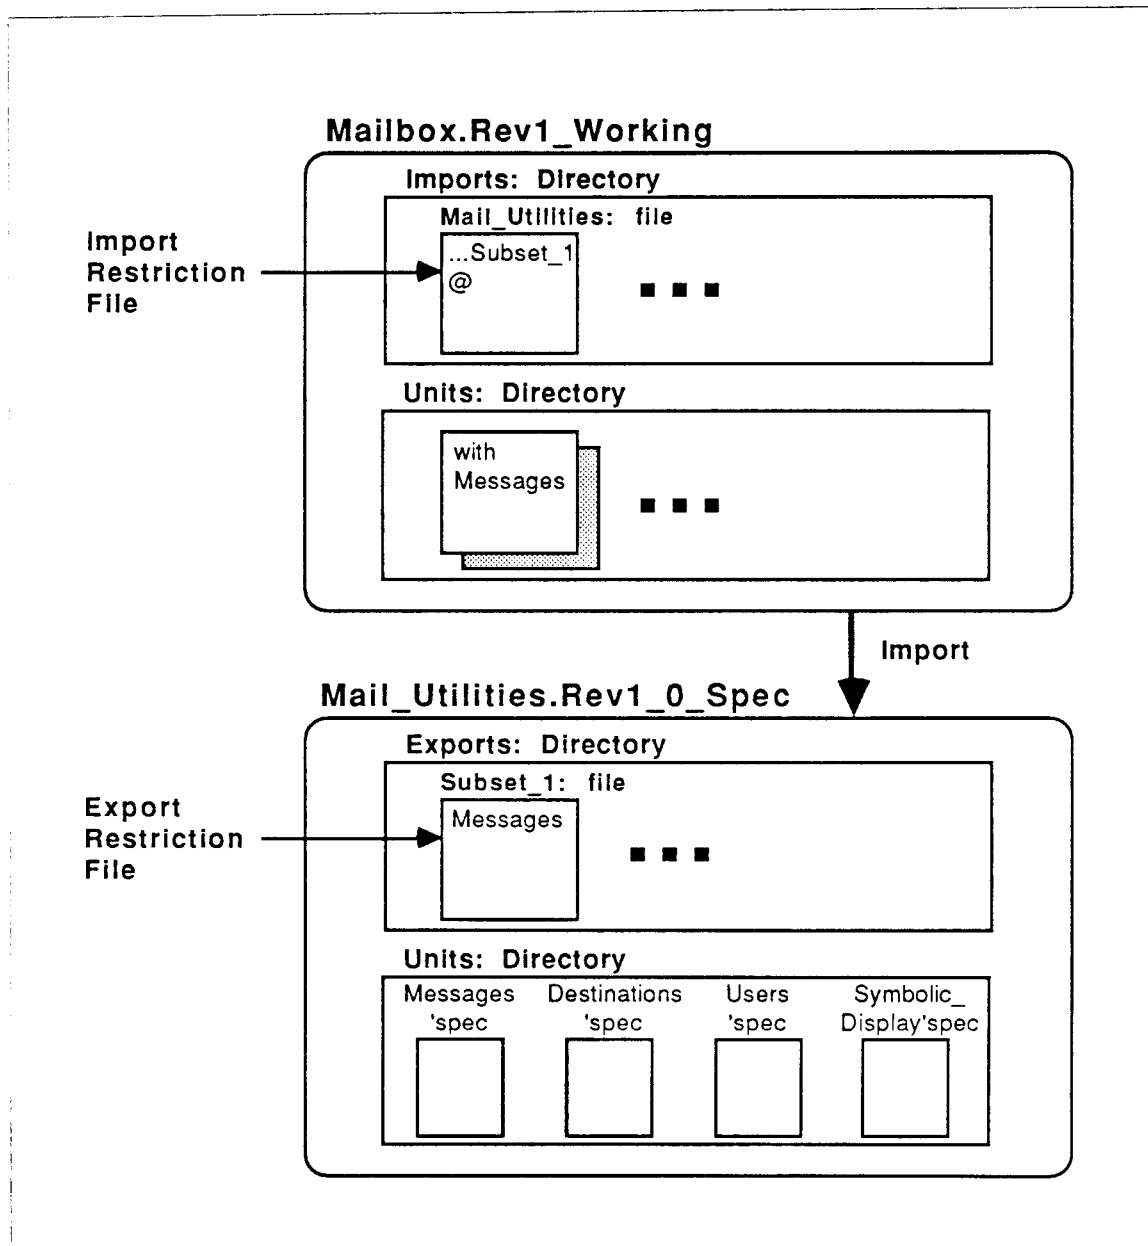 Mailbox.Rev1_Working
Imports: Directory
Mail_Utilities: file
Import
Restriction
File
...Subset_1
@
Units: Directory
with
Messages
Import
Mail_Utilities.Rev1_0_Spec
Exports: Directory
Subset_1: file
Export
Restriction
File
Messages
Units: Directory
Messages
'spec
Destinations
'spec
Users
'spec
Symbolic_
Display'spec